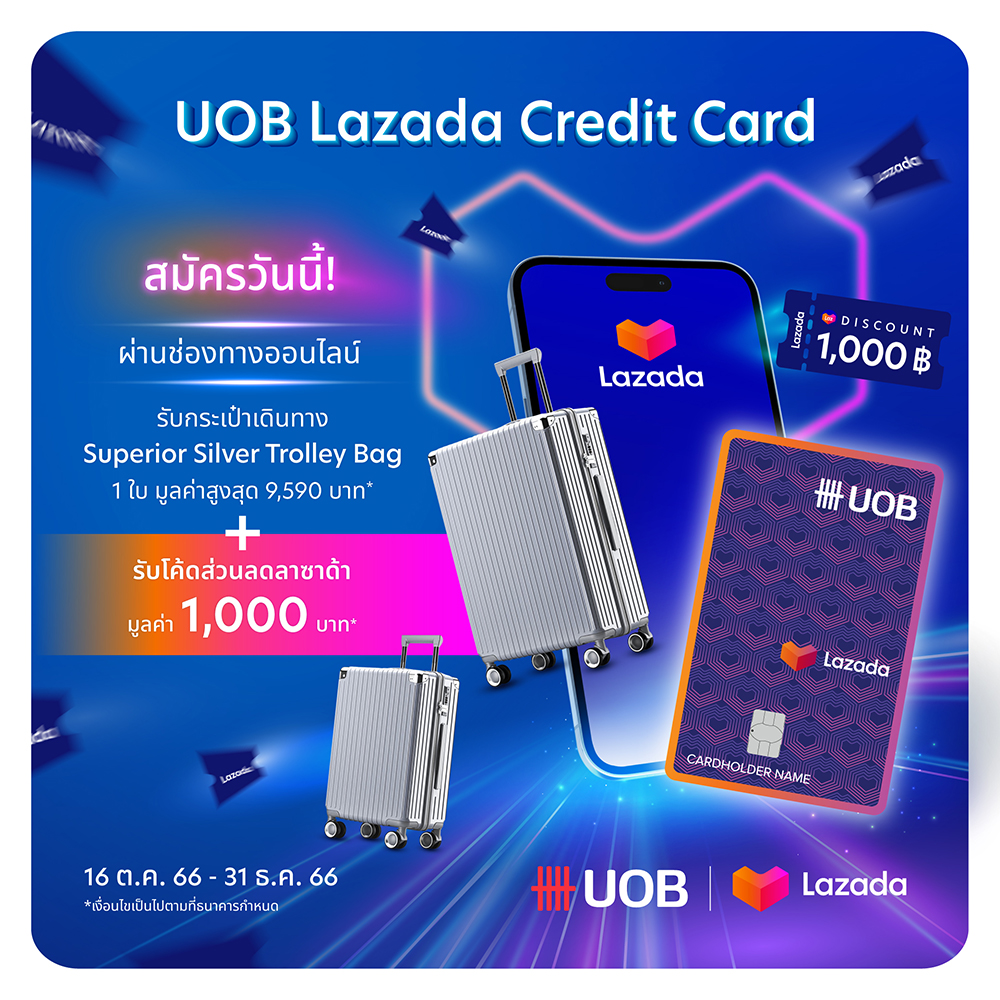 UOB Lazada Credit Card
สมัครวันนี้!
ผ่านช่องทางออนไลน์
รับกระเป๋าเดินทาง
Superior Silver Trolley Bag
1 ใบ มูลค่าสูงสุด 9,590 บาท*
+
รับโค้ดส่วนลดลาซาด้า
มูลค่า 1,000 บาท*
Lazada
Lazada
DISCOUNT
1,000 ฿
UOB
Lazada
CARDHOLDER NAME
Lazada
16 ต.ค. 66 - 31 ธ.ค. 66
*เงื่อนไขเป็นไปตามที่ธนาคารกำหนด
UOB | Lazada